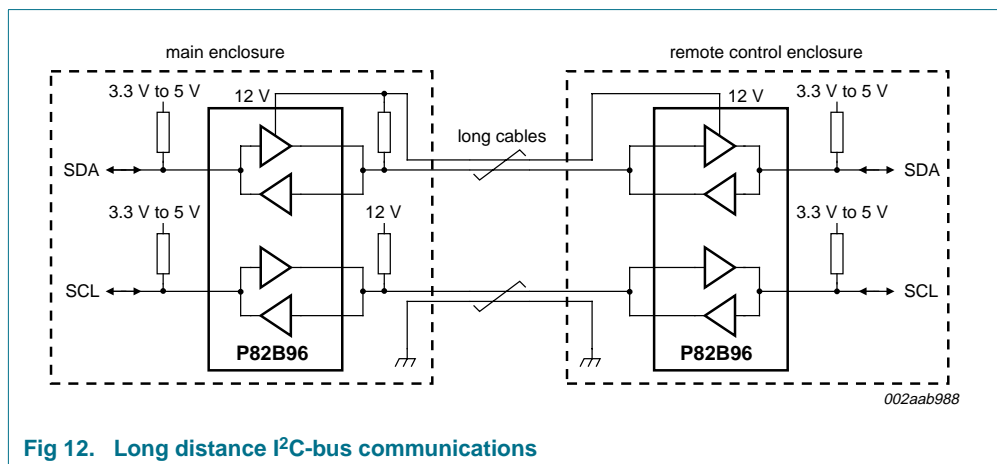 main enclosure
remote control enclosure
3.3 V to 5 V
12 V
12 V
3.3 V to 5 V
long cables
SDA
SDA
3.3 V to 5 V
12 V
3.3 V to 5 V
SCL
SCL
P82B96
P82B96
002aab988
Fig 12. Long distance I²C-bus communications